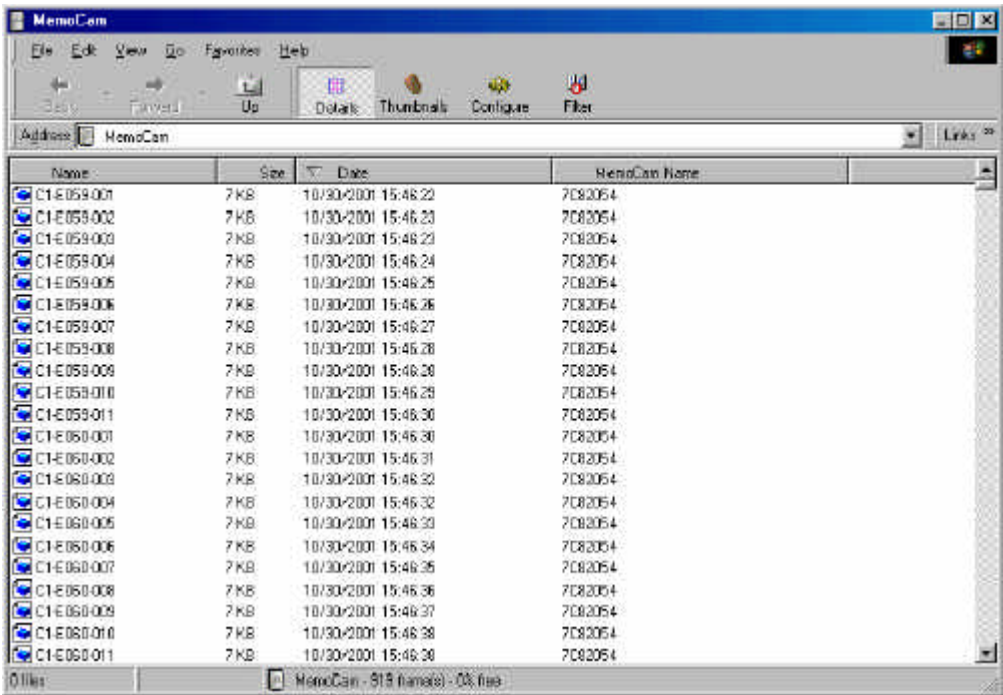 MemoCam
File Edit View Go Favorites Help
Back Forward Up Details Thumbnails Configure Filter
Address MemoCam Links »
Name Size Date MemoCam Name
C1-E059-001 7 KB 10/30/2001 15:46:22 7C82054
C1-E059-002 7 KB 10/30/2001 15:46:23 7C82054
C1-E059-003 7 KB 10/30/2001 15:46:23 7C82054
C1-E059-004 7 KB 10/30/2001 15:46:24 7C82054
C1-E059-005 7 KB 10/30/2001 15:46:25 7C82054
C1-E059-006 7 KB 10/30/2001 15:46:26 7C82054
C1-E059-007 7 KB 10/30/2001 15:46:27 7C82054
C1-E059-008 7 KB 10/30/2001 15:46:28 7C82054
C1-E059-009 7 KB 10/30/2001 15:46:28 7C82054
C1-E059-010 7 KB 10/30/2001 15:46:29 7C82054
C1-E059-011 7 KB 10/30/2001 15:46:30 7C82054
C1-E060-001 7 KB 10/30/2001 15:46:30 7C82054
C1-E060-002 7 KB 10/30/2001 15:46:31 7C82054
C1-E060-003 7 KB 10/30/2001 15:46:32 7C82054
C1-E060-004 7 KB 10/30/2001 15:46:32 7C82054
C1-E060-005 7 KB 10/30/2001 15:46:33 7C82054
C1-E060-006 7 KB 10/30/2001 15:46:34 7C82054
C1-E060-007 7 KB 10/30/2001 15:46:35 7C82054
C1-E060-008 7 KB 10/30/2001 15:46:36 7C82054
C1-E060-009 7 KB 10/30/2001 15:46:37 7C82054
C1-E060-010 7 KB 10/30/2001 15:46:38 7C82054
C1-E060-011 7 KB 10/30/2001 15:46:38 7C82054
0 files MemoCam - 919 frame(s) - 0% free